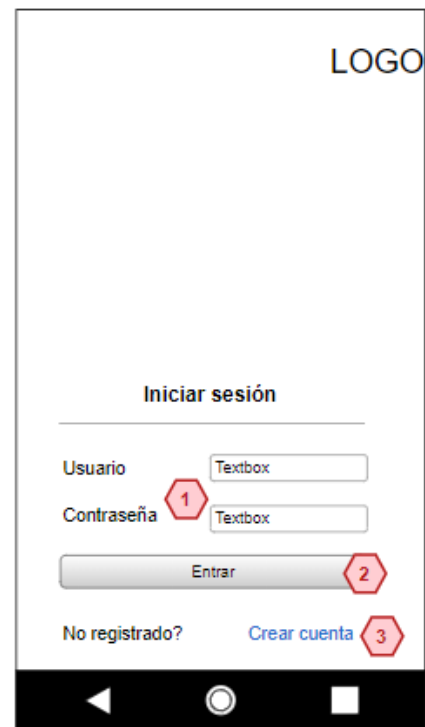 LOGO
Iniciar sesión
Usuario Textbox
1
Contraseña Textbox
Entrar 2
No registrado? Crear cuenta 3